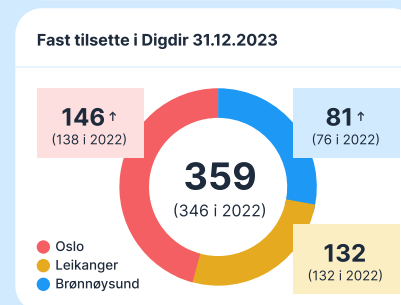 Fast tilsette i Digdir 31.12.2023
146↑
(138 i 2022)
81↑
(76 i 2022)
359
(346 i 2022)
132
(132 i 2022)
Oslo
Leikanger
Brønnøysund